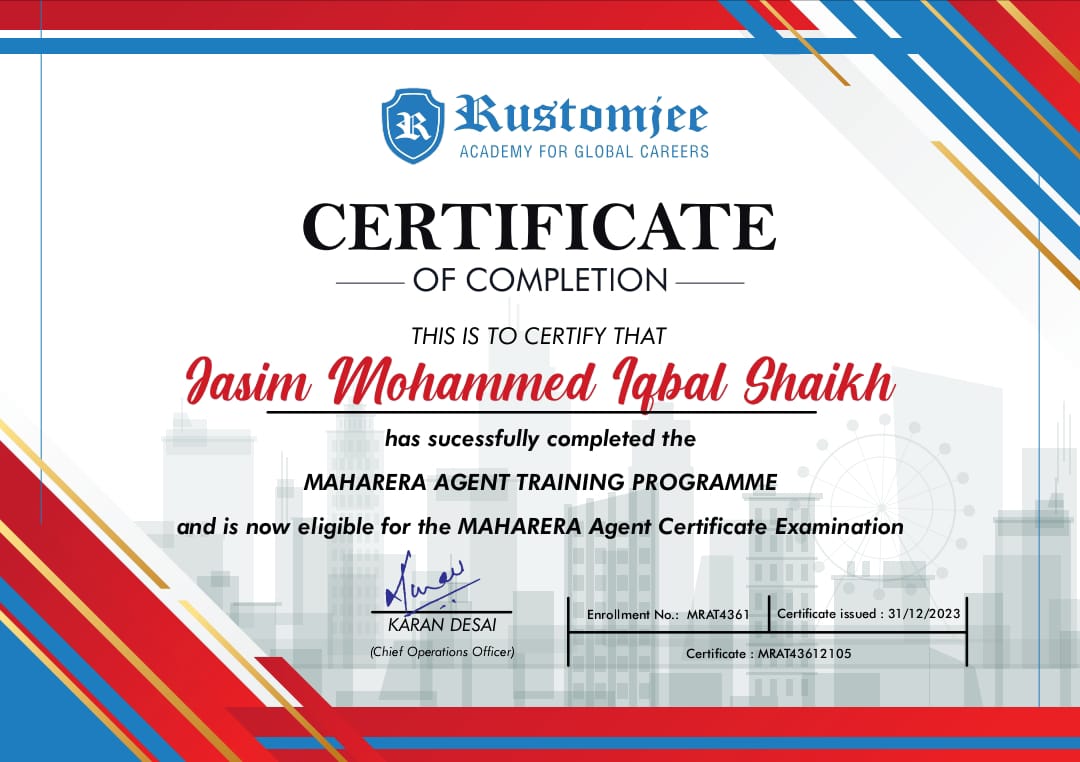 R Rustomjee
ACADEMY FOR GLOBAL CAREERS
CERTIFICATE
OF COMPLETION
THIS IS TO CERTIFY THAT
Jasim Mohammed Iqbal Shaikh
has sucessfully completed the
MAHARERA AGENT TRAINING PROGRAMME
and is now eligible for the MAHARERA Agent Certificate Examination
KARAN DESAI
(Chief Operations Officer)
Enrollment No.: MRAT4361
Certificate issued : 31/12/2023
Certificate : MRAT43612105